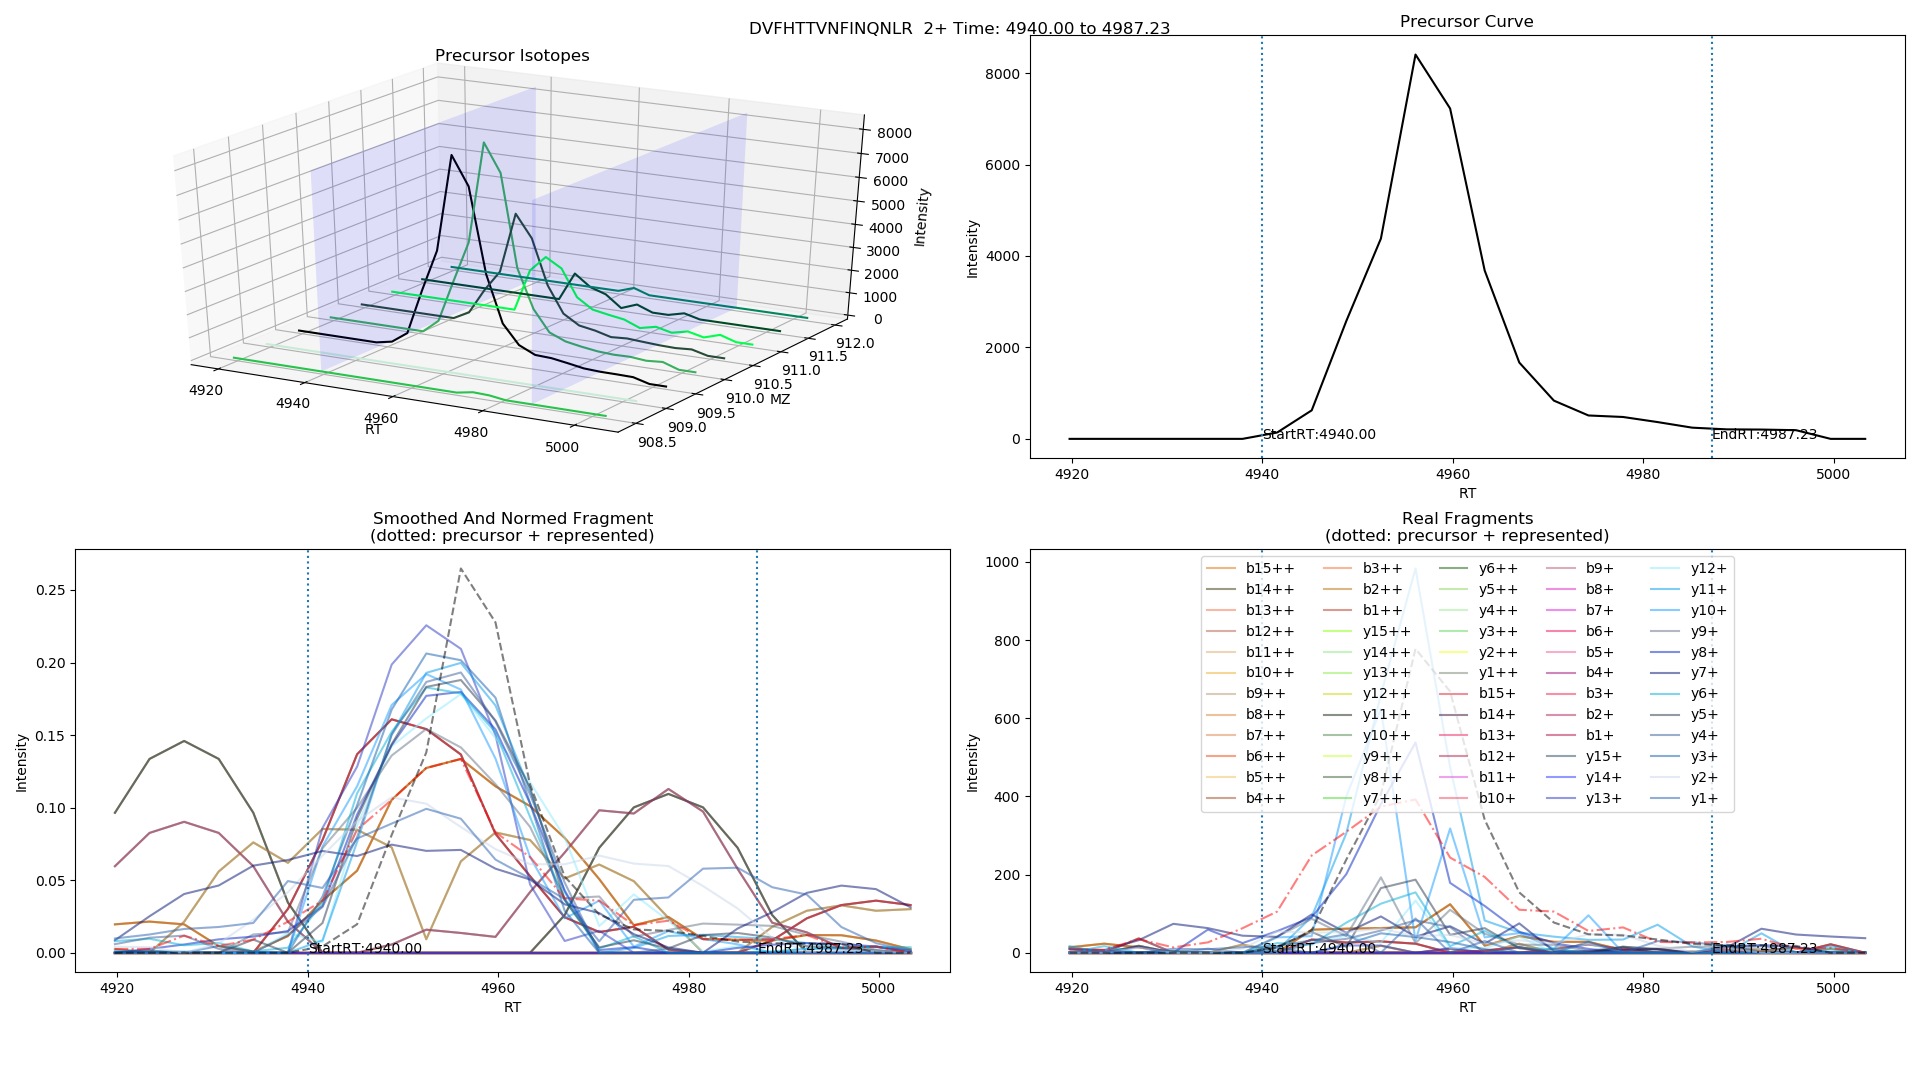 DVFHTTVNFINQNLR  2+ Time: 4940.00 to 4987.23
Precursor Isotopes
8000
7000
6000
5000
4000
3000
2000
1000
0
Intensity
4920
4940
4960
4980
5000
RT
908.5
909.0
909.5
910.0
910.5
911.0
911.5
912.0
MZ
Precursor Curve
8000
6000
4000
2000
0
Intensity
StartRT:4940.00
EndRT:4987.23
4920
4940
4960
4980
5000
RT
Smoothed And Normed Fragment
(dotted: precursor + represented)
0.25
0.20
0.15
0.10
0.05
0.00
Intensity
StartRT:4940.00
EndRT:4987.23
4920
4940
4960
4980
5000
RT
Real Fragments
(dotted: precursor + represented)
1000
800
600
400
200
0
Intensity
b15++
b14++
b13++
b12++
b11++
b10++
b9++
b8++
b7++
b6++
b5++
b4++
b3++
b2++
b1++
y15++
y14++
y13++
y12++
y11++
y10++
y9++
y8++
y7++
y6++
y5++
y4++
y3++
y2++
y1++
b15+
b14+
b13+
b12+
b11+
b10+
b9+
b8+
b7+
b6+
b5+
b4+
b3+
b2+
b1+
y15+
y14+
y13+
y12+
y11+
y10+
y9+
y8+
y7+
y6+
y5+
y4+
y3+
y2+
y1+
StartRT:4940.00
EndRT:4987.23
4920
4940
4960
4980
5000
RT